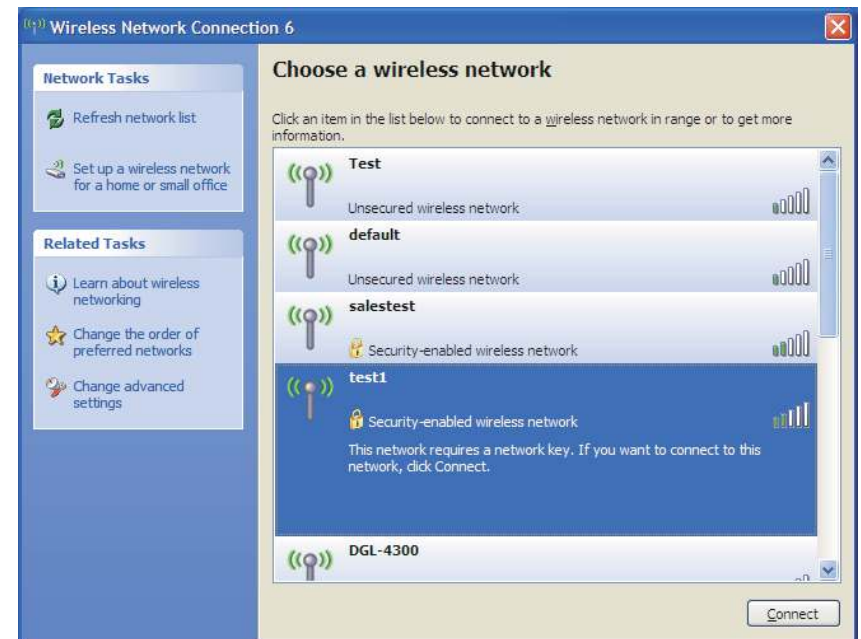 Wireless Network Connection 6
Network Tasks
Refresh network list
Set up a wireless network
for a home or small office
Related Tasks
Learn about wireless
networking
Change the order of
preferred networks
Change advanced
settings
Choose a wireless network
Click an item in the list below to connect to a wireless network in range or to get more
information.
Test
Unsecured wireless network
default
Unsecured wireless network
salestest
Security-enabled wireless network
test1
Security-enabled wireless network
This network requires a network key. If you want to connect to this
network, click Connect.
DGL-4300
Connect